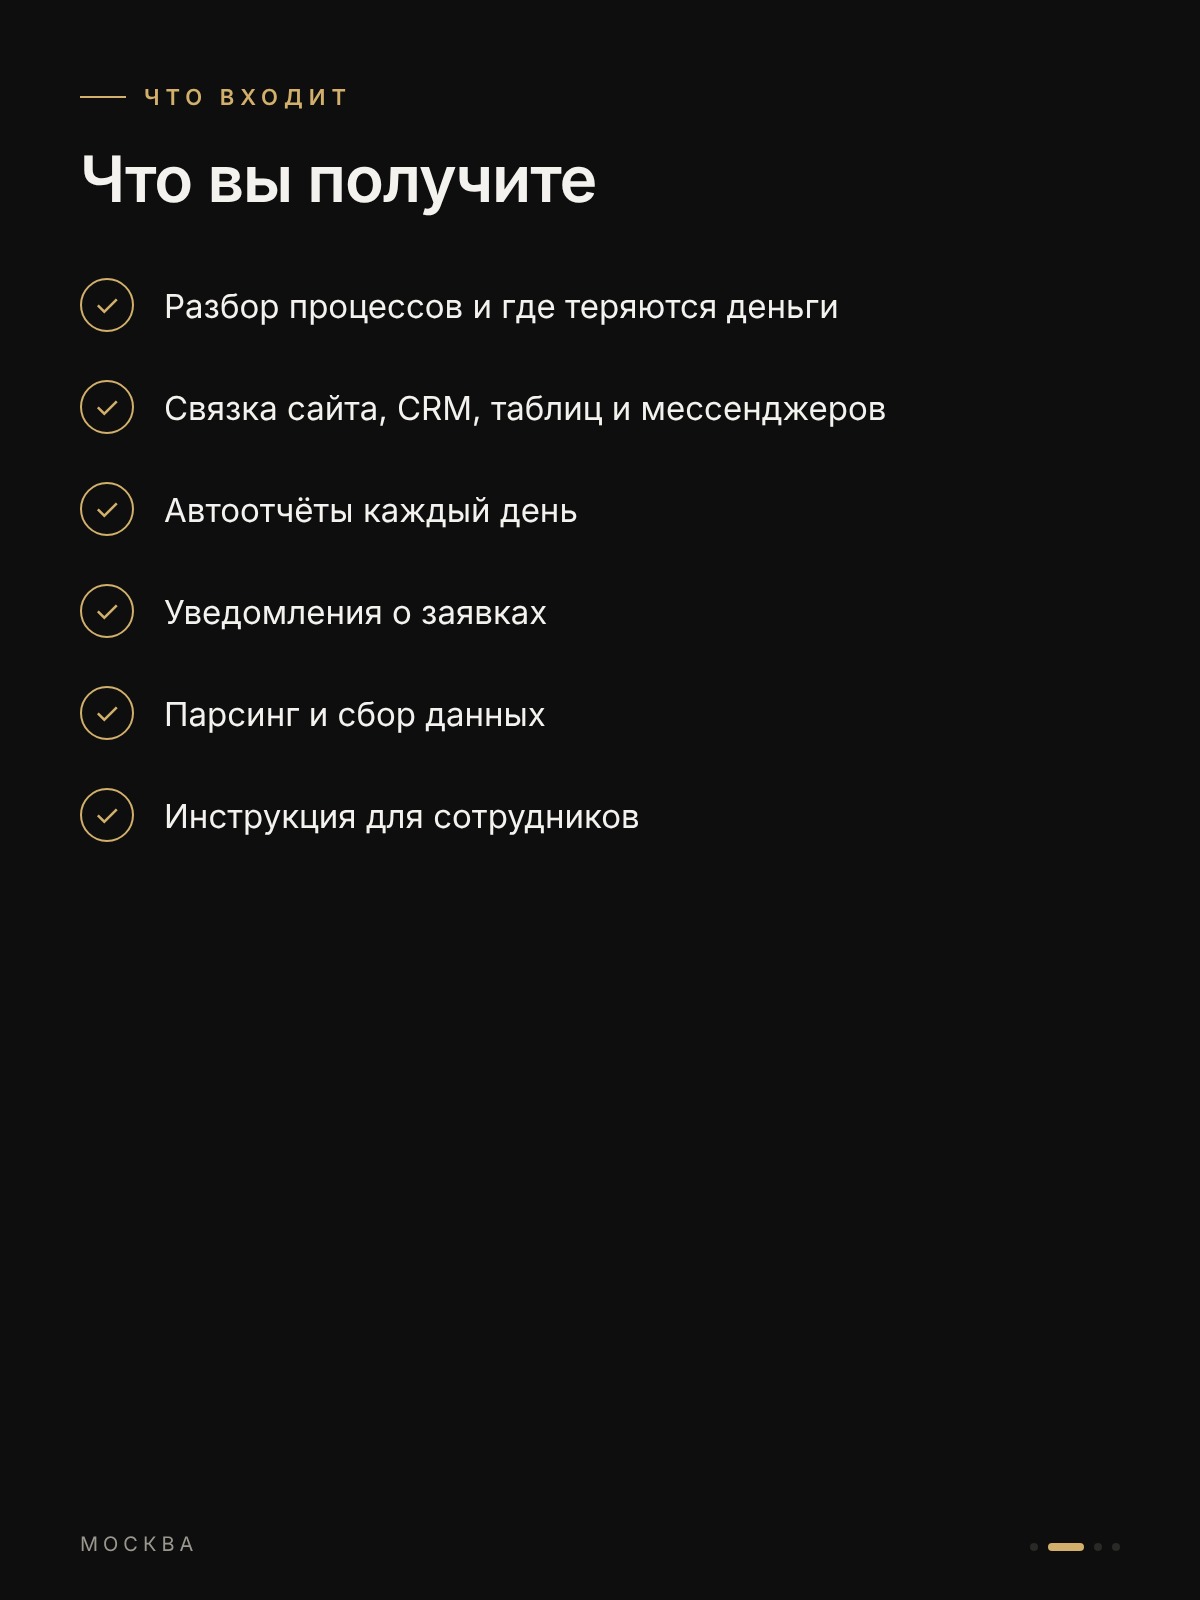 ЧТО ВХОДИТ
Что вы получите
Разбор процессов и где теряются деньги
Связка сайта, CRM, таблиц и мессенджеров
Автоотчёты каждый день
Уведомления о заявках
Парсинг и сбор данных
Инструкция для сотрудников
МОСКВА